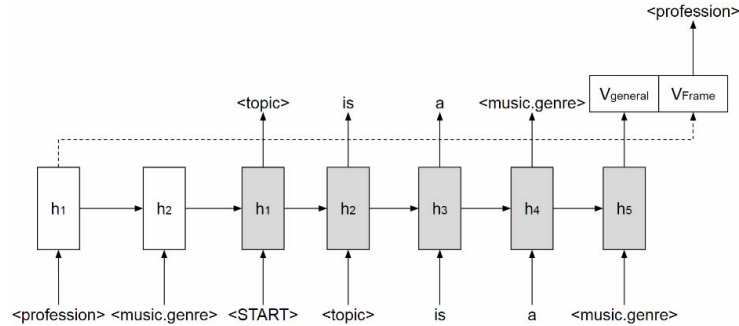 <profession>
Vgeneral VFrame
<topic> is a <music.genre>
h1 h2 h1 h2 h3 h4 h5
<profession> <music.genre> <START> <topic> is a <music.genre>